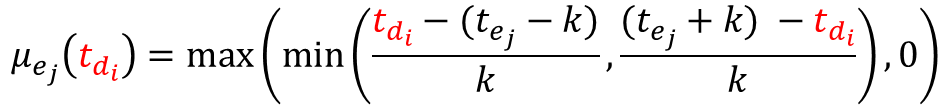 μ_{e_j}(t_{d_i}) = max(min((t_{d_i} − (t_{e_j} − k))/k, ((t_{e_j} + k) − t_{d_i})/k), 0)